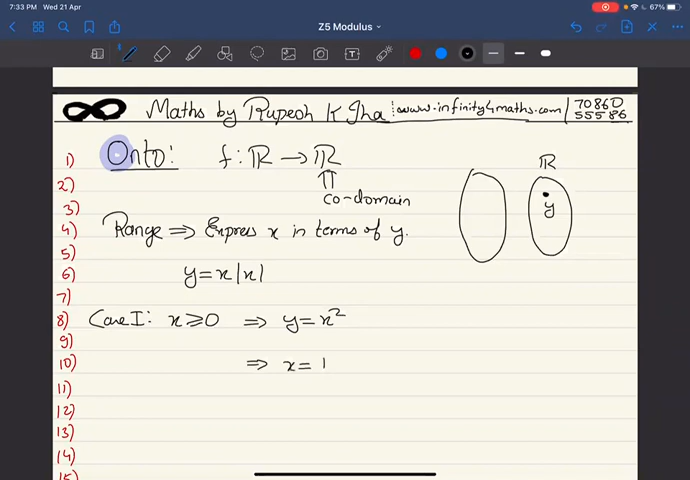 7:33 PM Wed 21 Apr
67%
Z5 Modulus
T
∞ Maths by Rupesh K Jha www.infinity4maths.com/ 70860 55586
1) Onto: f: ℝ → ℝ ℝ
2) ⇑
3) co-domain y
4) Range ⇒ Express x in terms of y.
5)
6) y = x|x|
7)
8) Case I: x ≥ 0 ⇒ y = x²
9)
10) ⇒ x = 1
11)
12)
13)
14)
15)